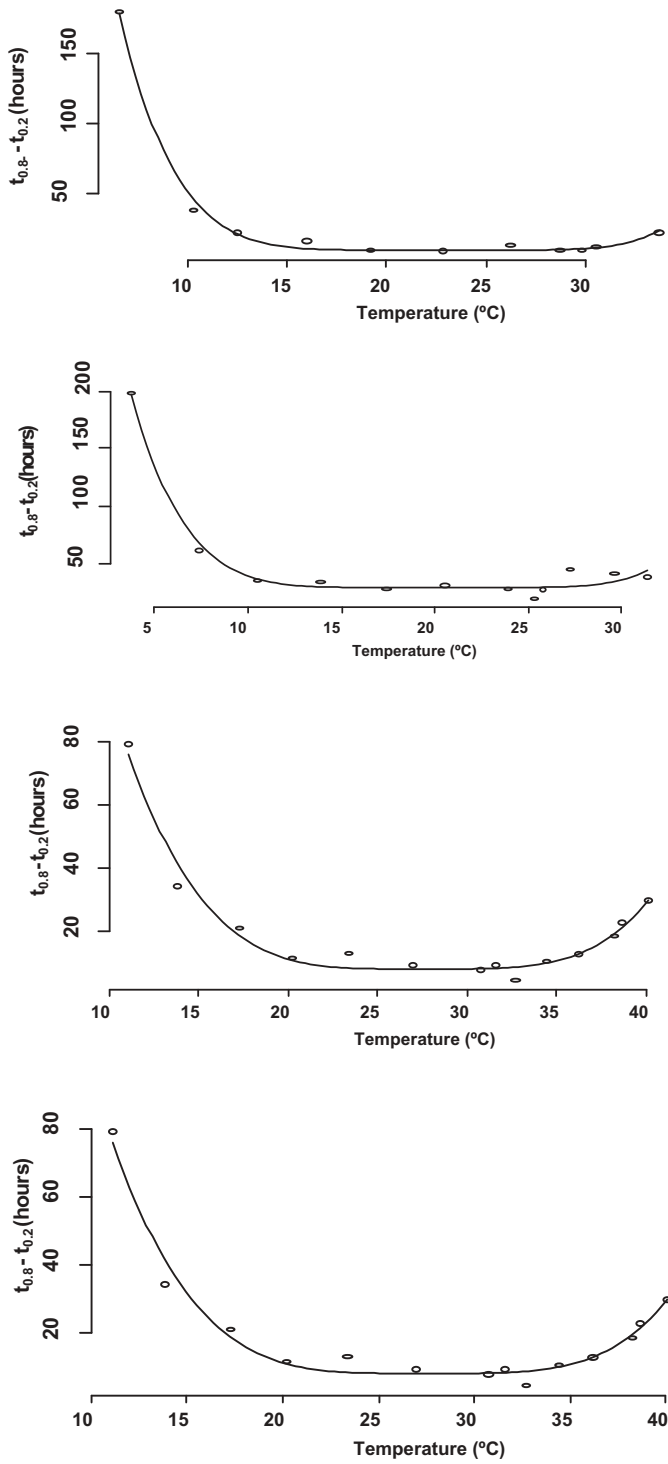 150
100
50
t0.8- - t0.2 (hours)
10 15 20 25 30
Temperature (ºC)
200
150
100
50
t0.8- t0.2(hours)
5 10 15 20 25 30
Temperature (ºC)
80
60
40
20
t0.8- t0.2(hours)
10 15 20 25 30 35 40
Temperature (ºC)
80
60
40
20
t0.8 - t0.2(hours)
10 15 20 25 30 35 40
Temperature (ºC)